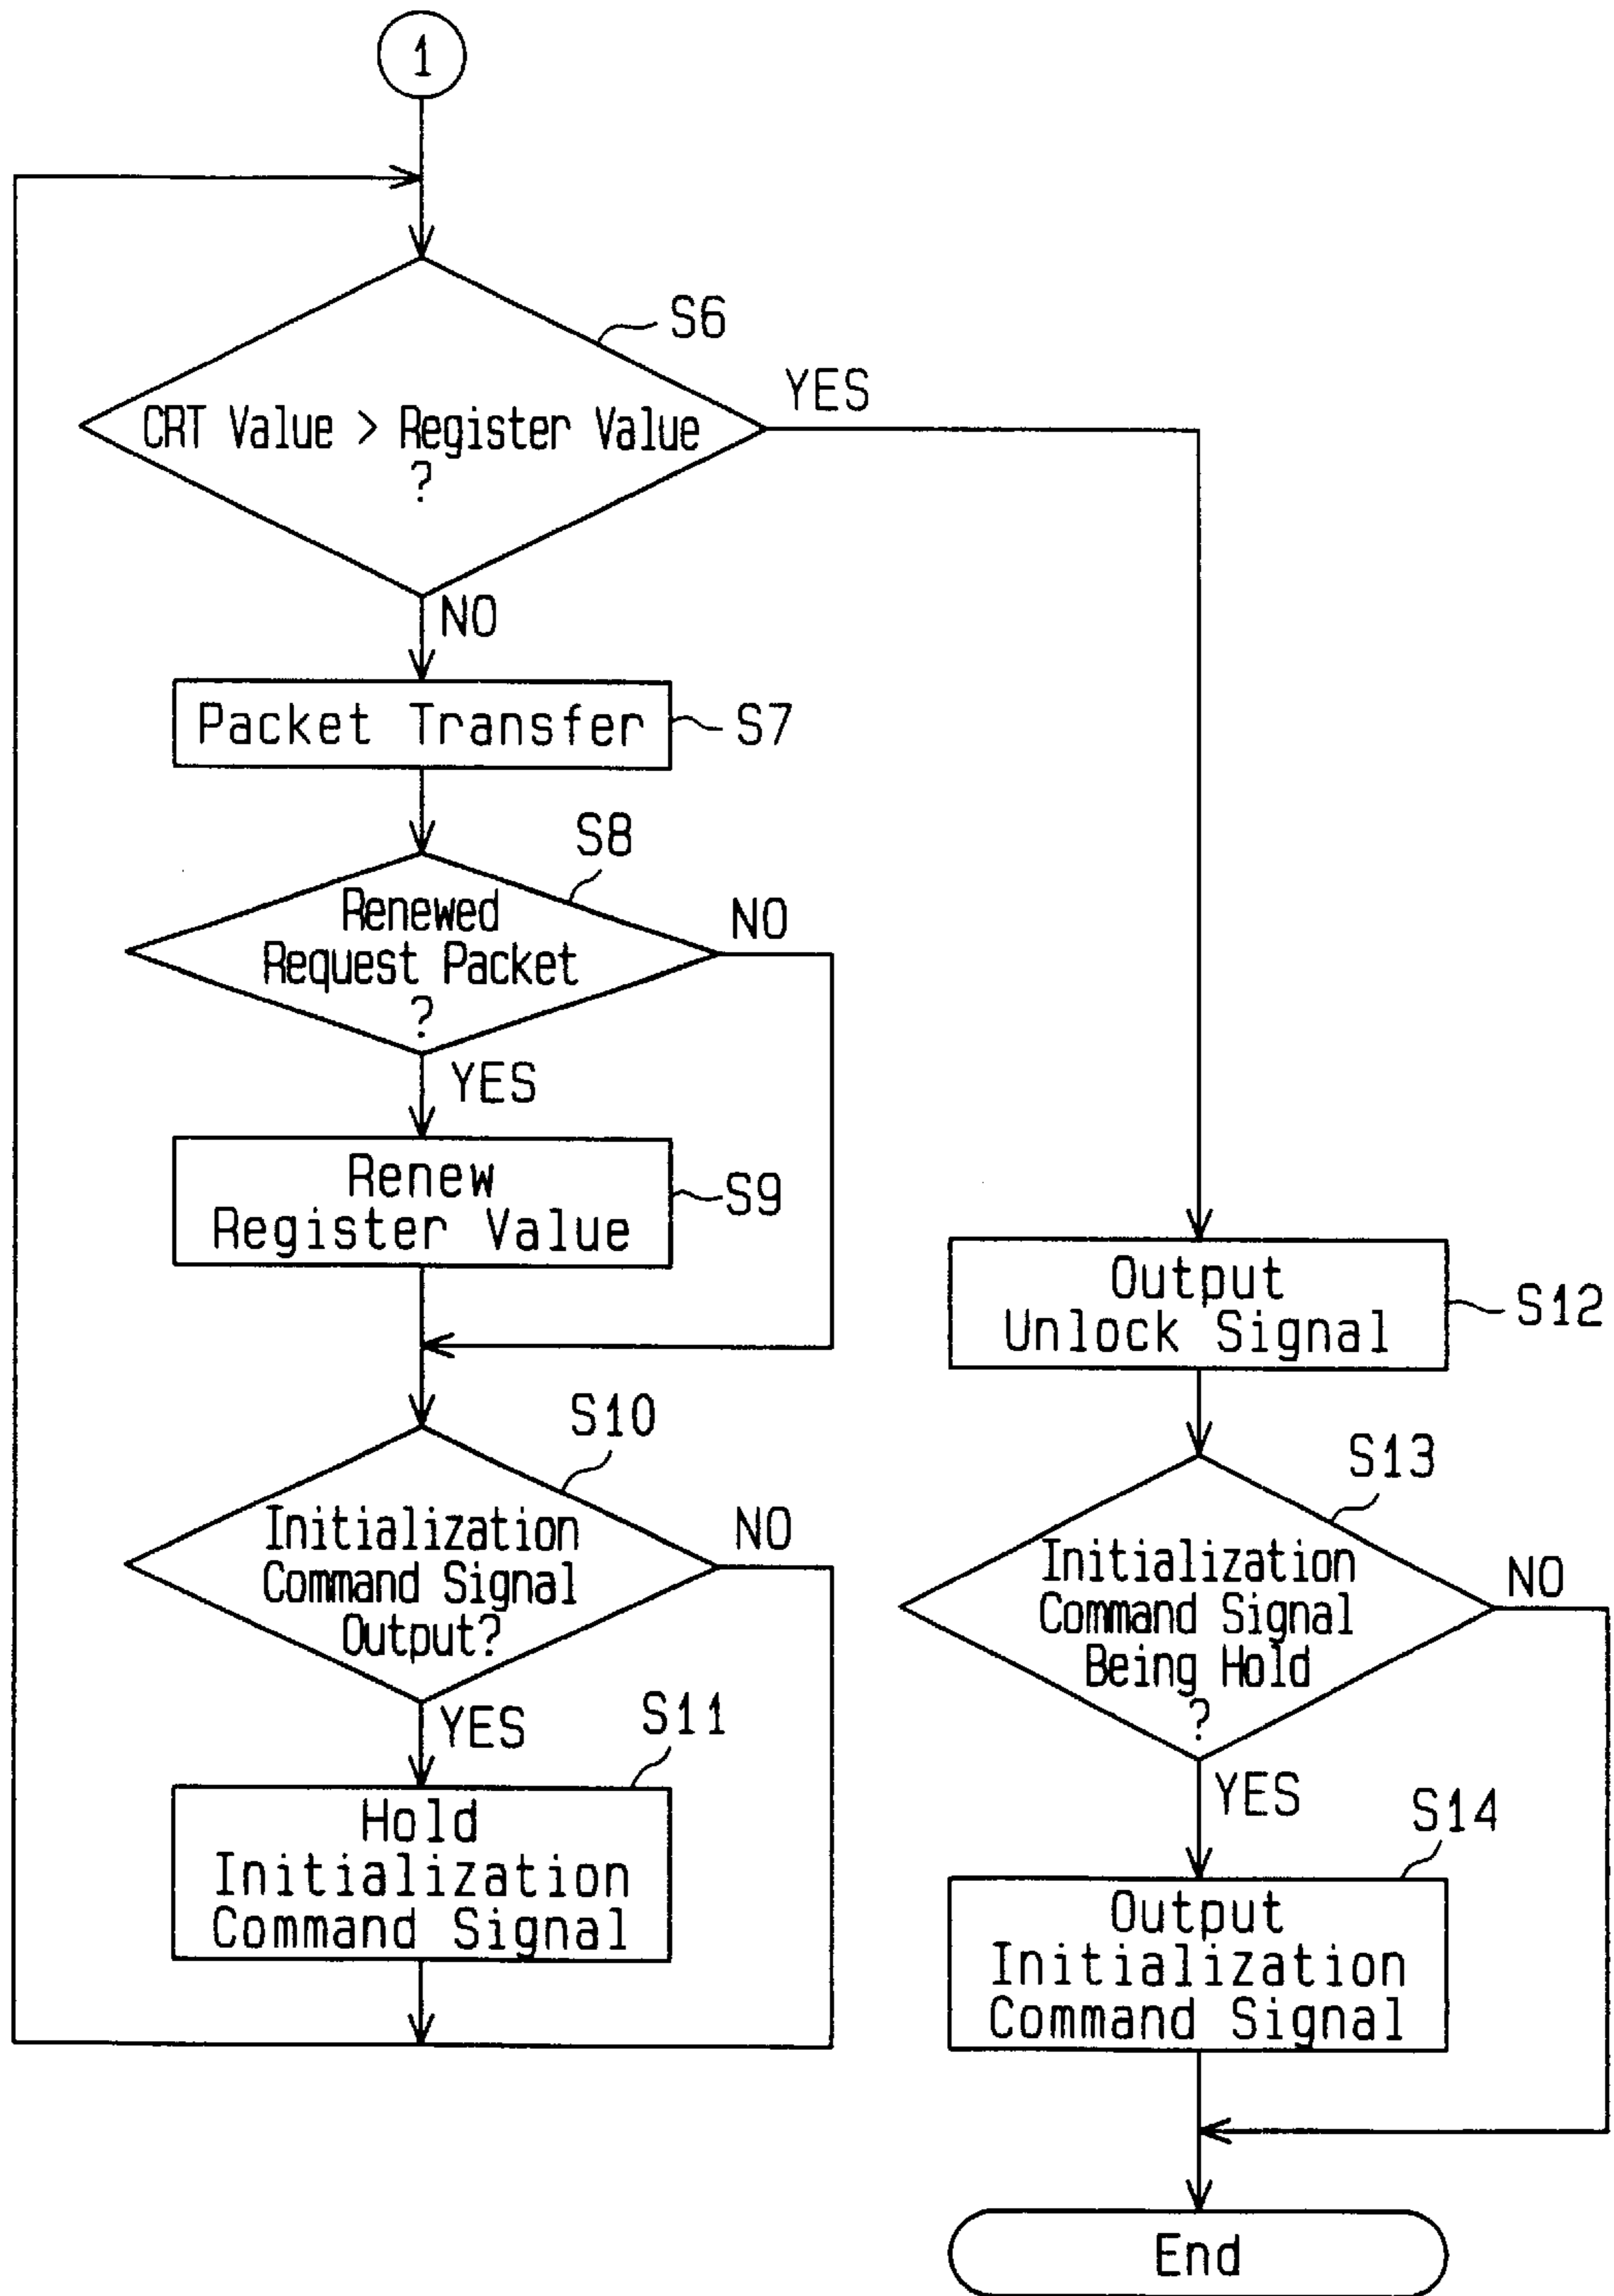 1
S6
YES
CRT Value > Register Value
?
NO
Packet Transfer
S7
S8
Renewed
Request Packet
?
NO
YES
Renew
Register Value
S9
S10
Initialization
Command Signal
Output?
NO
YES
S11
Hold
Initialization
Command Signal
Output
Unlock Signal
S12
S13
Initialization
Command Signal
Being Hold
?
NO
YES
S14
Output
Initialization
Command Signal
End